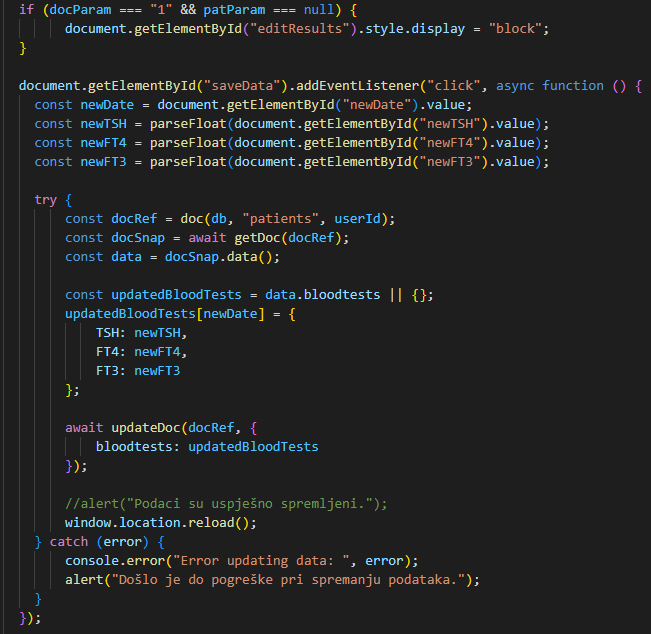 if (docParam === "1" && patParam === null) {
document.getElementById("editResults").style.display = "block";
}
document.getElementById("saveData").addEventListener("click", async function () {
const newDate = document.getElementById("newDate").value;
const newTSH = parseFloat(document.getElementById("newTSH").value);
const newFT4 = parseFloat(document.getElementById("newFT4").value);
const newFT3 = parseFloat(document.getElementById("newFT3").value);
try {
const docRef = doc(db, "patients", userId);
const docSnap = await getDoc(docRef);
const data = docSnap.data();
const updatedBloodTests = data.bloodtests || {};
updatedBloodTests[newDate] = {
TSH: newTSH,
FT4: newFT4,
FT3: newFT3
};
await updateDoc(docRef, {
bloodtests: updatedBloodTests
});
//alert("Podaci su uspješno spremljeni.");
window.location.reload();
} catch (error) {
console.error("Error updating data: ", error);
alert("Došlo je do pogreške pri spremanju podataka.");
}
});